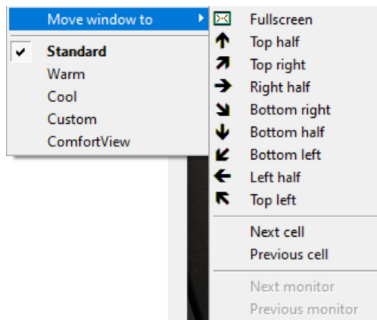 Move window to
Standard
Warm
Cool
Custom
ComfortView
Fullscreen
Top half
Top right
Right half
Bottom right
Bottom half
Bottom left
Left half
Top left
Next cell
Previous cell
Next monitor
Previous monitor